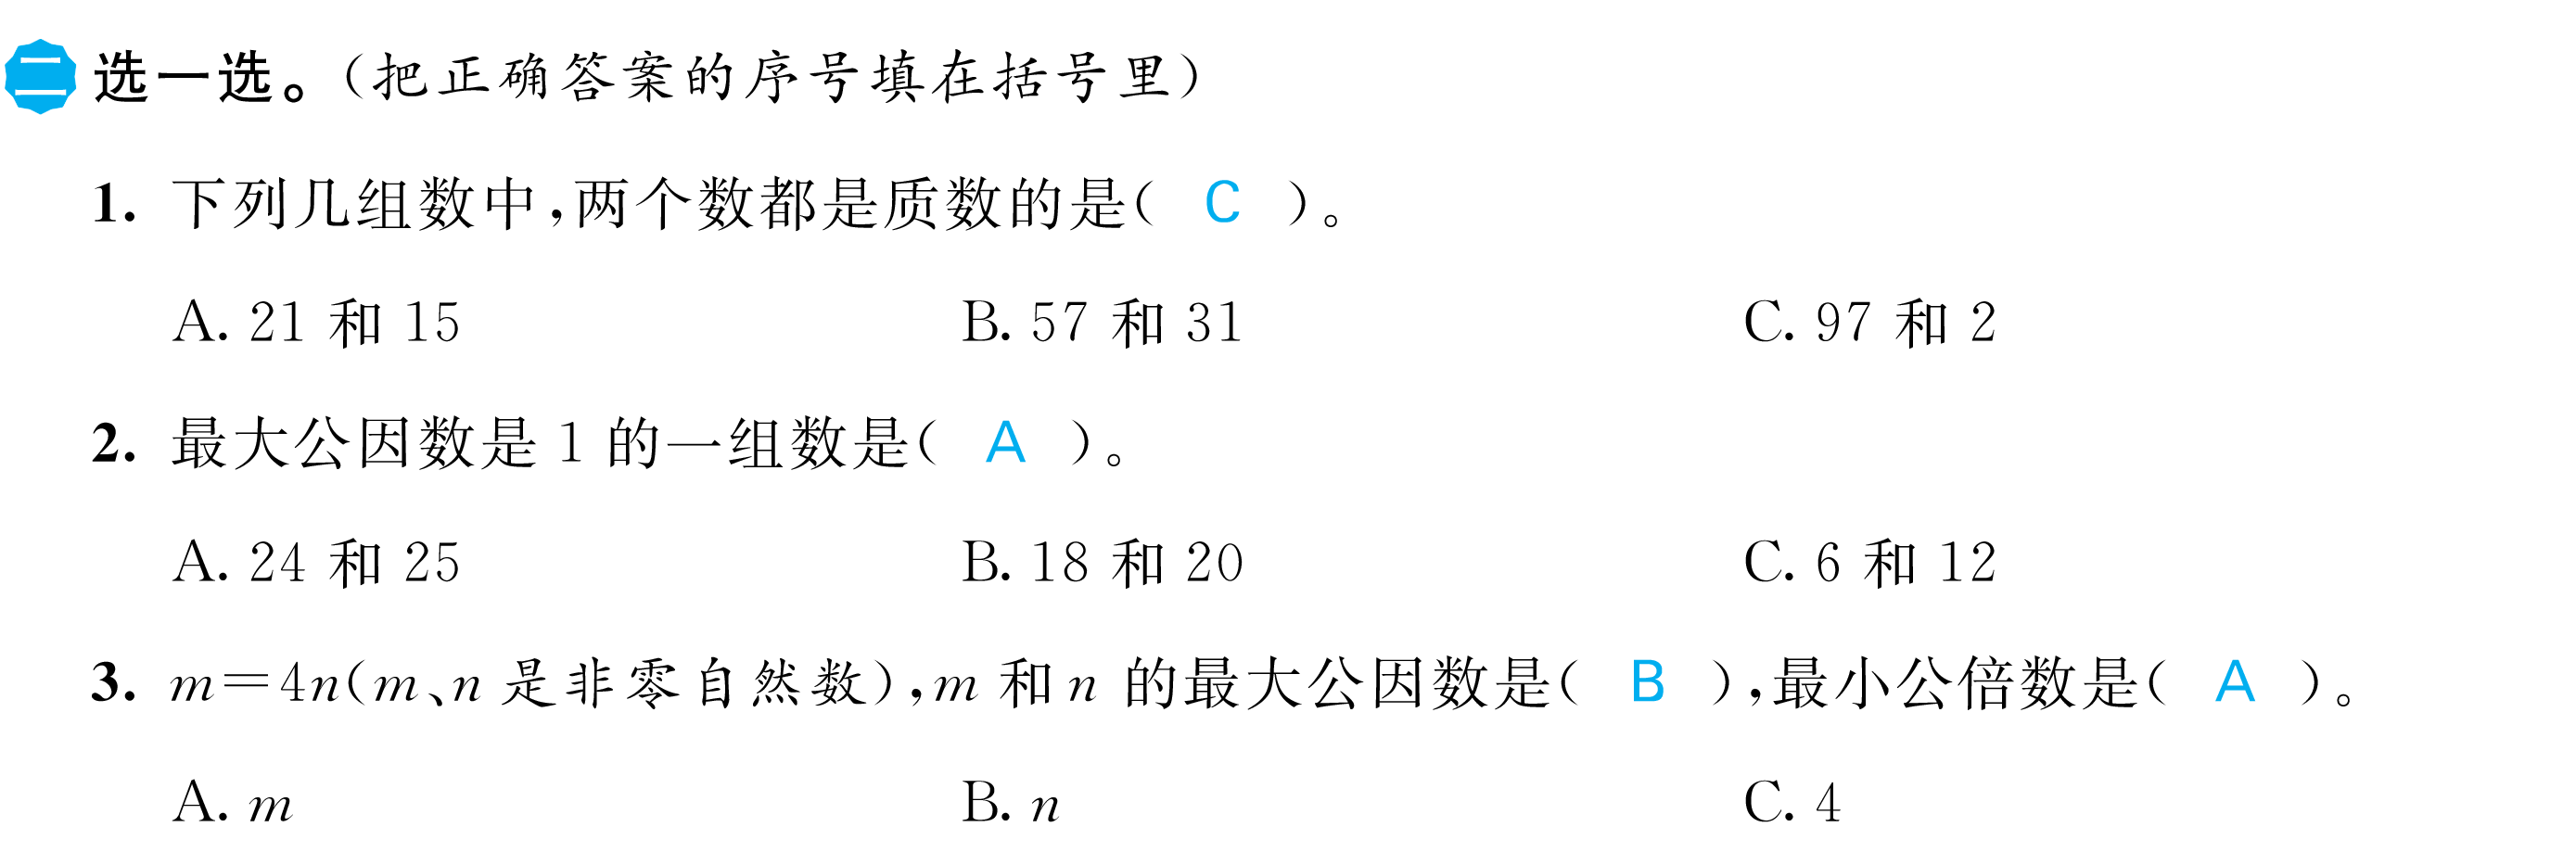 二 选一选。(把正确答案的序号填在括号里)
1. 下列几组数中,两个数都是质数的是( C )。
A. 21 和 15 B. 57 和 31 C. 97 和 2
2. 最大公因数是 1 的一组数是( A )。
A. 24 和 25 B. 18 和 20 C. 6 和 12
3. m=4n(m、n 是非零自然数),m 和 n 的最大公因数是( B ),最小公倍数是( A )。
A. m B. n C. 4